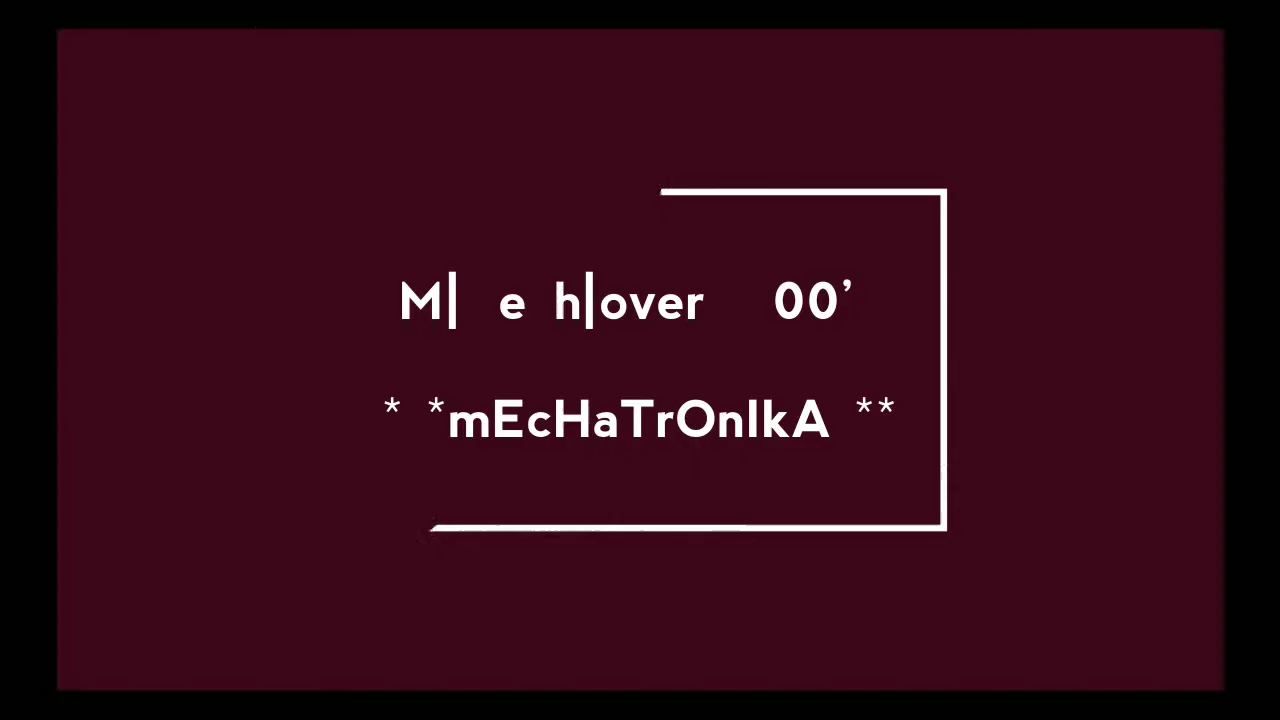 M| e h|over 00’
* *mEcHaTrOnIkA **